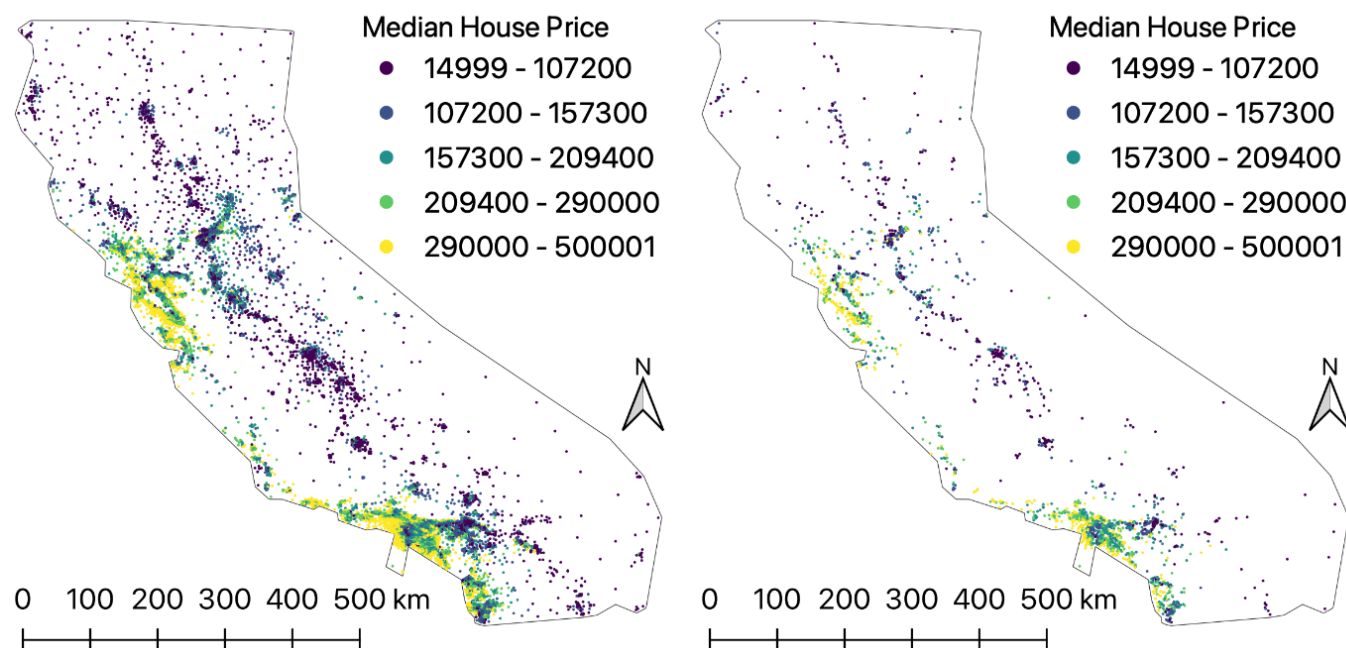 Median House Price
14999 - 107200
107200 - 157300
157300 - 209400
209400 - 290000
290000 - 500001
N
0 100 200 300 400 500 km
Median House Price
14999 - 107200
107200 - 157300
157300 - 209400
209400 - 290000
290000 - 500001
N
0 100 200 300 400 500 km